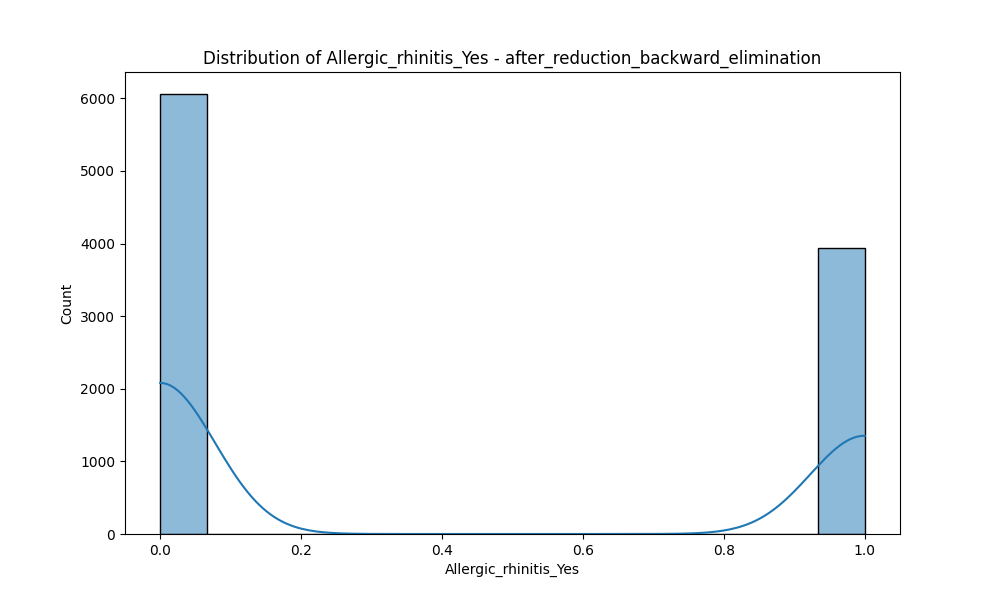 Distribution of Allergic_rhinitis_Yes - after_reduction_backward_elimination
6000
5000
4000
3000
2000
1000
0
Count
0.0 0.2 0.4 0.6 0.8 1.0
Allergic_rhinitis_Yes